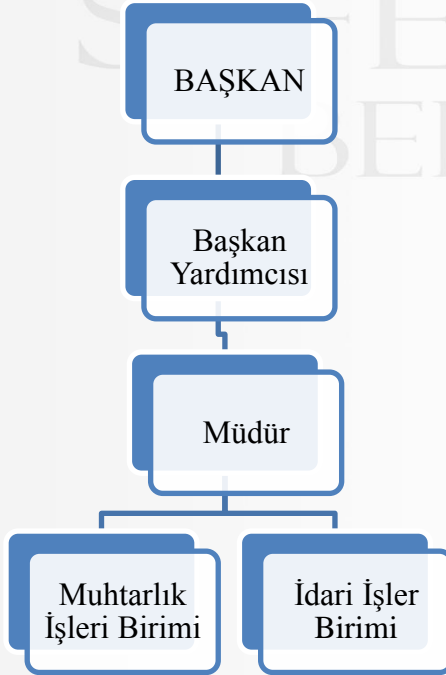 BAŞKAN
Başkan
Yardımcısı
Müdür
Muhtarlık
İşleri Birimi
İdari İşler
Birimi